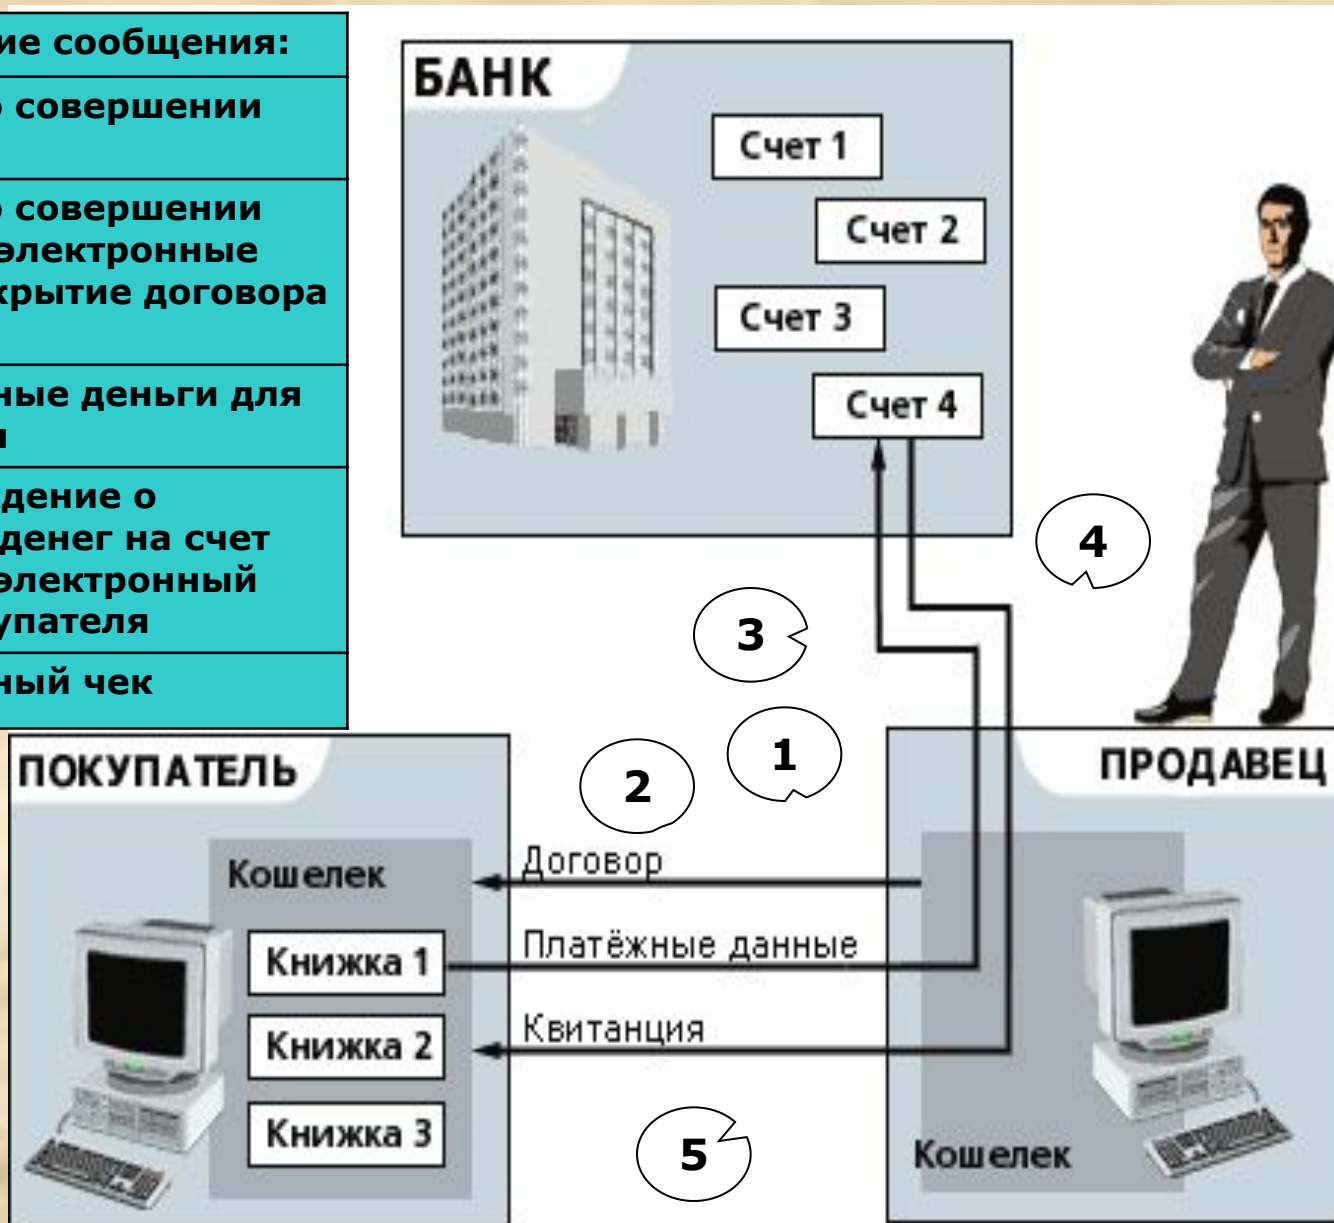 ие сообщения:
о совершении
о совершении
электронные
крытие договора
ные деньги для
и
дение о
денег на счет
электронный
упателя
ный чек
БАНК
Счет 1
Счет 2
Счет 3
Счет 4
4
3
1
2
ПОКУПАТЕЛЬ
Кошелек
Книжка 1
Книжка 2
Книжка 3
Договор
Платёжные данные
Квитанция
5
ПРОДАВЕЦ
Кошелек